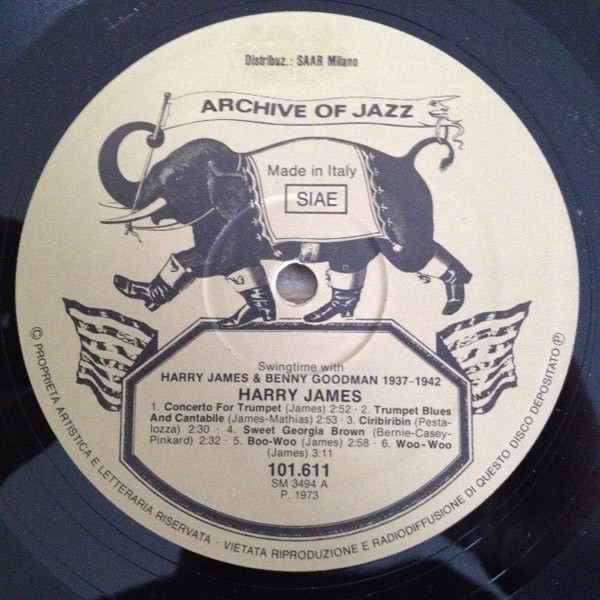 Distribuz.: SAAR Milano
ARCHIVE OF JAZZ
Made in Italy
SIAE
Swingtime with
HARRY JAMES & BENNY GOODMAN 1937-1942
HARRY JAMES
1. Concerto For Trumpet (James) 2:52 · 2. Trumpet Blues
And Cantabile (James-Mathias) 2:53 · 3. Ciribiribin (Pesta-
lozza) 2:30 · 4. Sweet Georgia Brown (Bernie-Casey-
Pinkard) 2:32 · 5. Boo-Woo (James) 2:58 · 6. Woo-Woo
(James) 3:11
101.611
SM 3494 A
P. 1973
© PROPRIETA ARTISTICA E LETTERARIA RISERVATA · VIETATA RIPRODUZIONE E RADIODIFFUSIONE DI QUESTO DISCO DEPOSITATO ℗